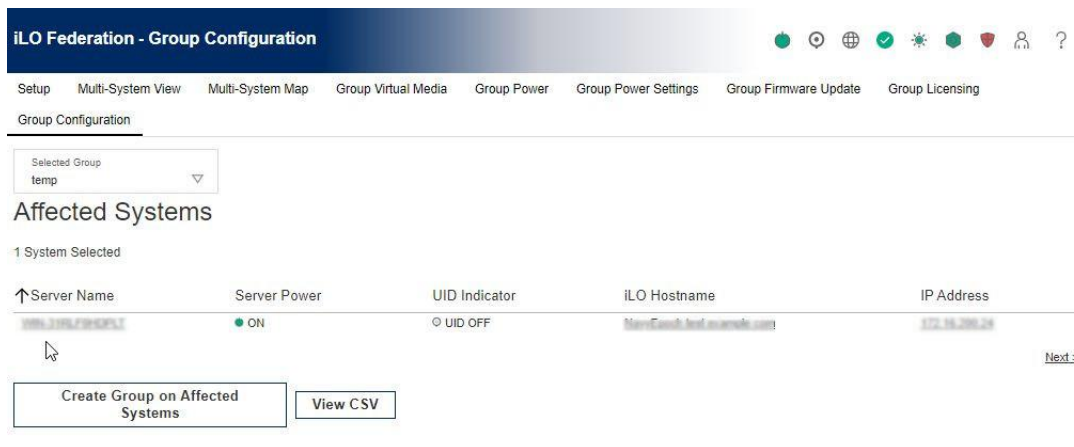 iLO Federation - Group Configuration
?
Setup Multi-System View Multi-System Map Group Virtual Media Group Power Group Power Settings Group Firmware Update Group Licensing
Group Configuration
Selected Group
temp
Affected Systems
1 System Selected
Server Name Server Power UID Indicator iLO Hostname IP Address
ON UID OFF
Next
Create Group on Affected
Systems
View CSV